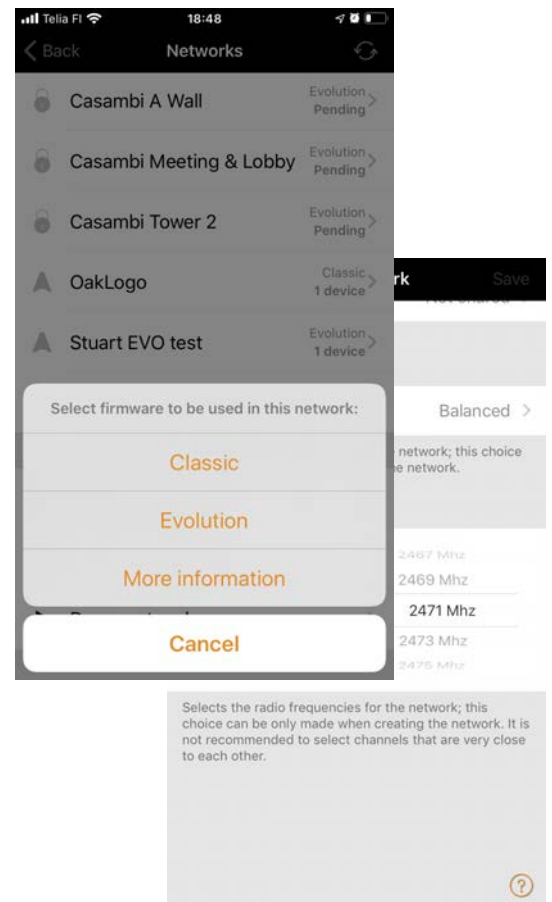 Telia FI 18:48
Back Networks
Casambi A Wall Evolution
Pending
Casambi Meeting & Lobby Evolution
Pending
Casambi Tower 2 Evolution
Pending
OakLogo Classic
1 device
Stuart EVO test Evolution
1 device
Select firmware to be used in this network:
Classic
Evolution
More information
Cancel
rk Save
Balanced
network; this choice
e network.
2467 Mhz
2469 Mhz
2471 Mhz
2473 Mhz
2475 Mhz
Selects the radio frequencies for the network; this
choice can be only made when creating the network. It is
not recommended to select channels that are very close
to each other.
?